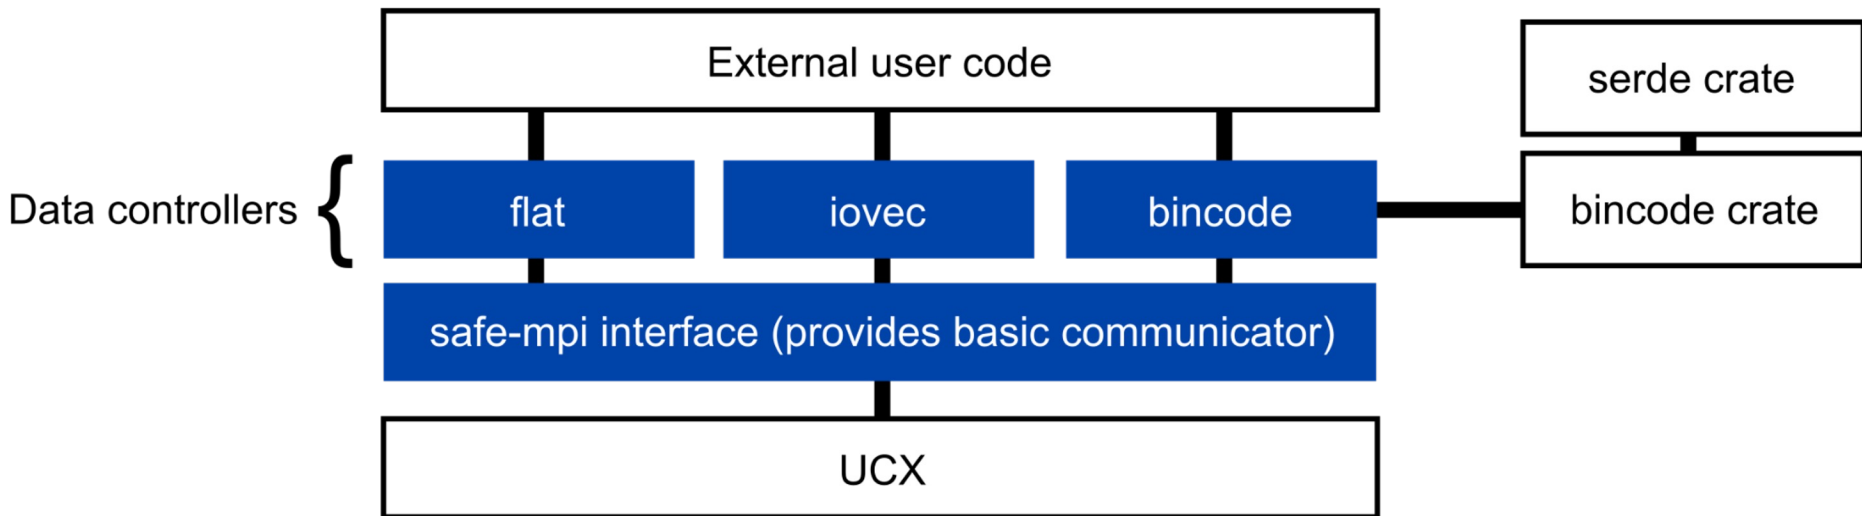 External user code
serde crate
Data controllers {
flat
iovec
bincode
bincode crate
safe-mpi interface (provides basic communicator)
UCX